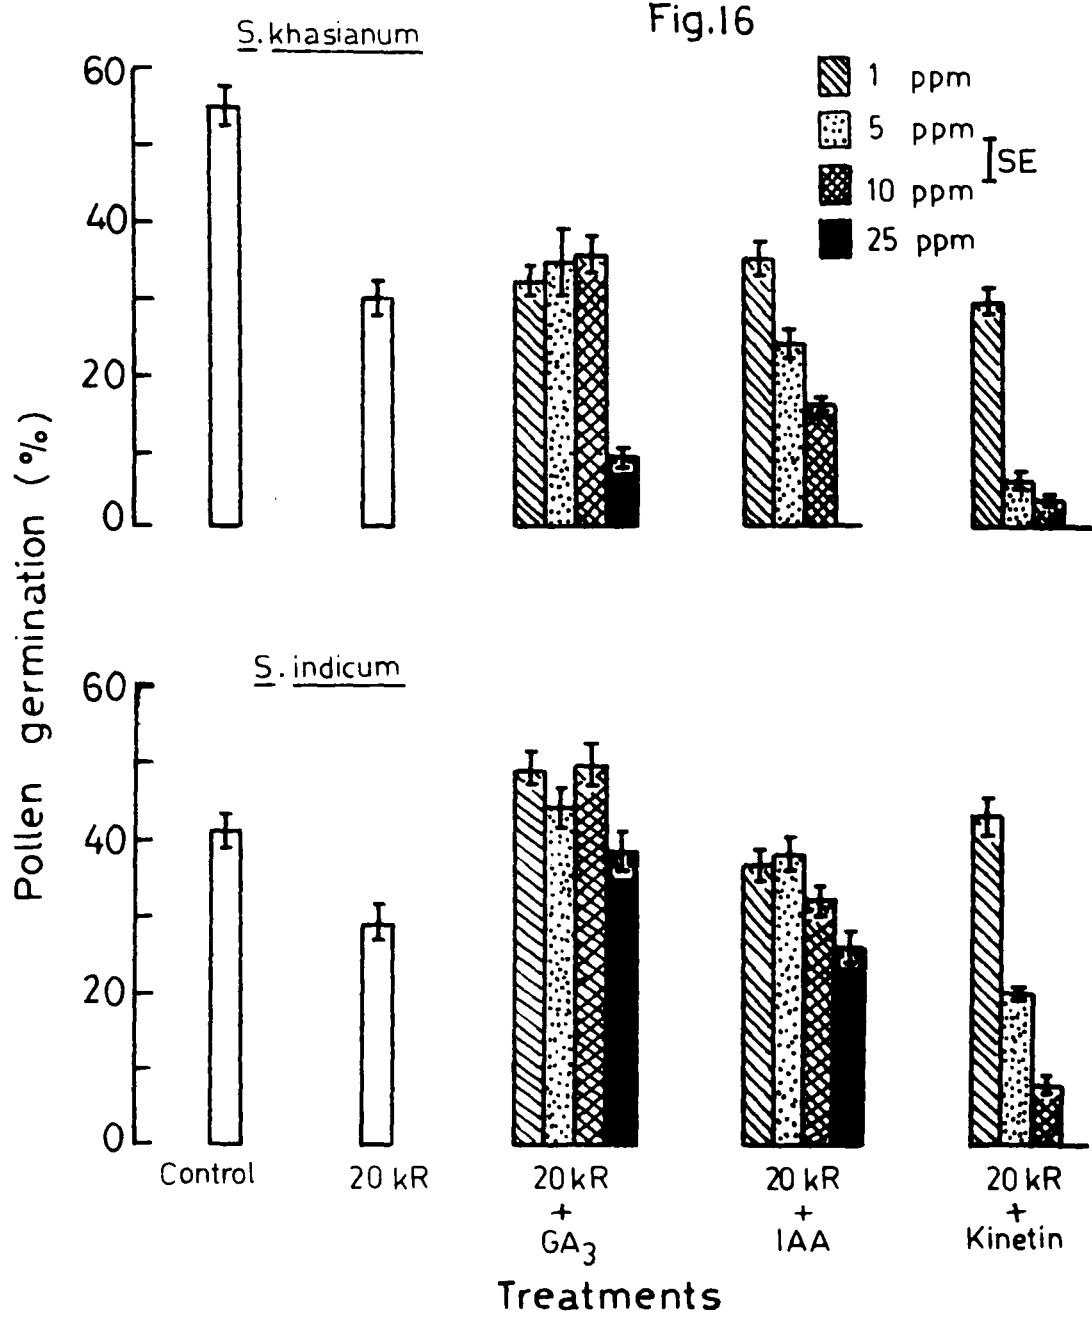 Fig.16
S. khasianum
1 ppm
5 ppm
10 ppm
25 ppm
SE
60
40
20
0
Pollen germination (%)
S. indicum
60
40
20
0
Control
20 kR
20 kR
+
GA3
20 kR
+
IAA
20 kR
+
Kinetin
Treatments